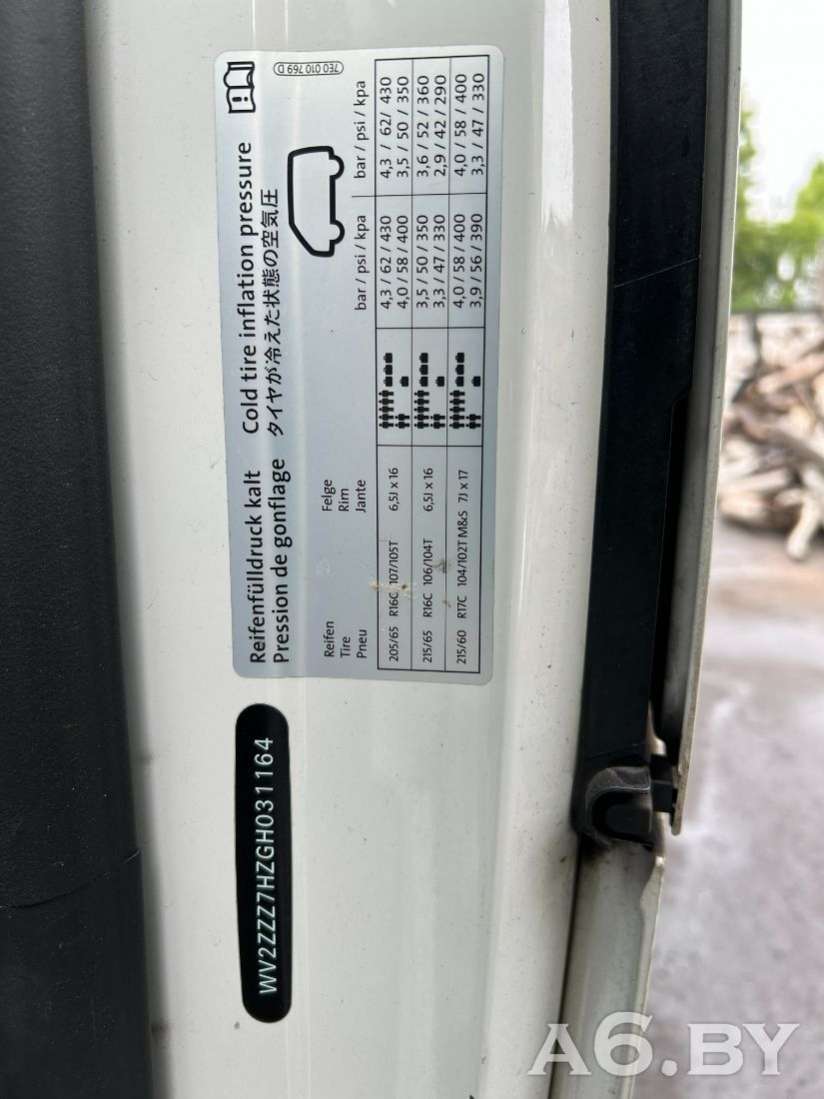 Reifenfülldruck kalt Cold tire inflation pressure
Pression de gonflage タイヤが冷えた状態の空気圧
7E0 010 769 D
Reifen Felge
Tire Rim
Pneu Jante bar / psi / kpa bar / psi / kpa
205/65 R16C 107/105T 6,5J x 16 4,3 / 62 / 430 4,3 / 62/ 430
4,0 / 58 / 400 3,5 / 50 / 350
215/65 R16C 106/104T 6,5J x 16 3,5 / 50 / 350 3,6 / 52 / 360
3,3 / 47 / 330 2,9 / 42 / 290
215/60 R17C 104/102T M&S 7J x 17 4,0 / 58 / 400 4,0 / 58 / 400
3,9 / 56 / 390 3,3 / 47 / 330
WV2ZZZ7HZGH031164
A6.BY